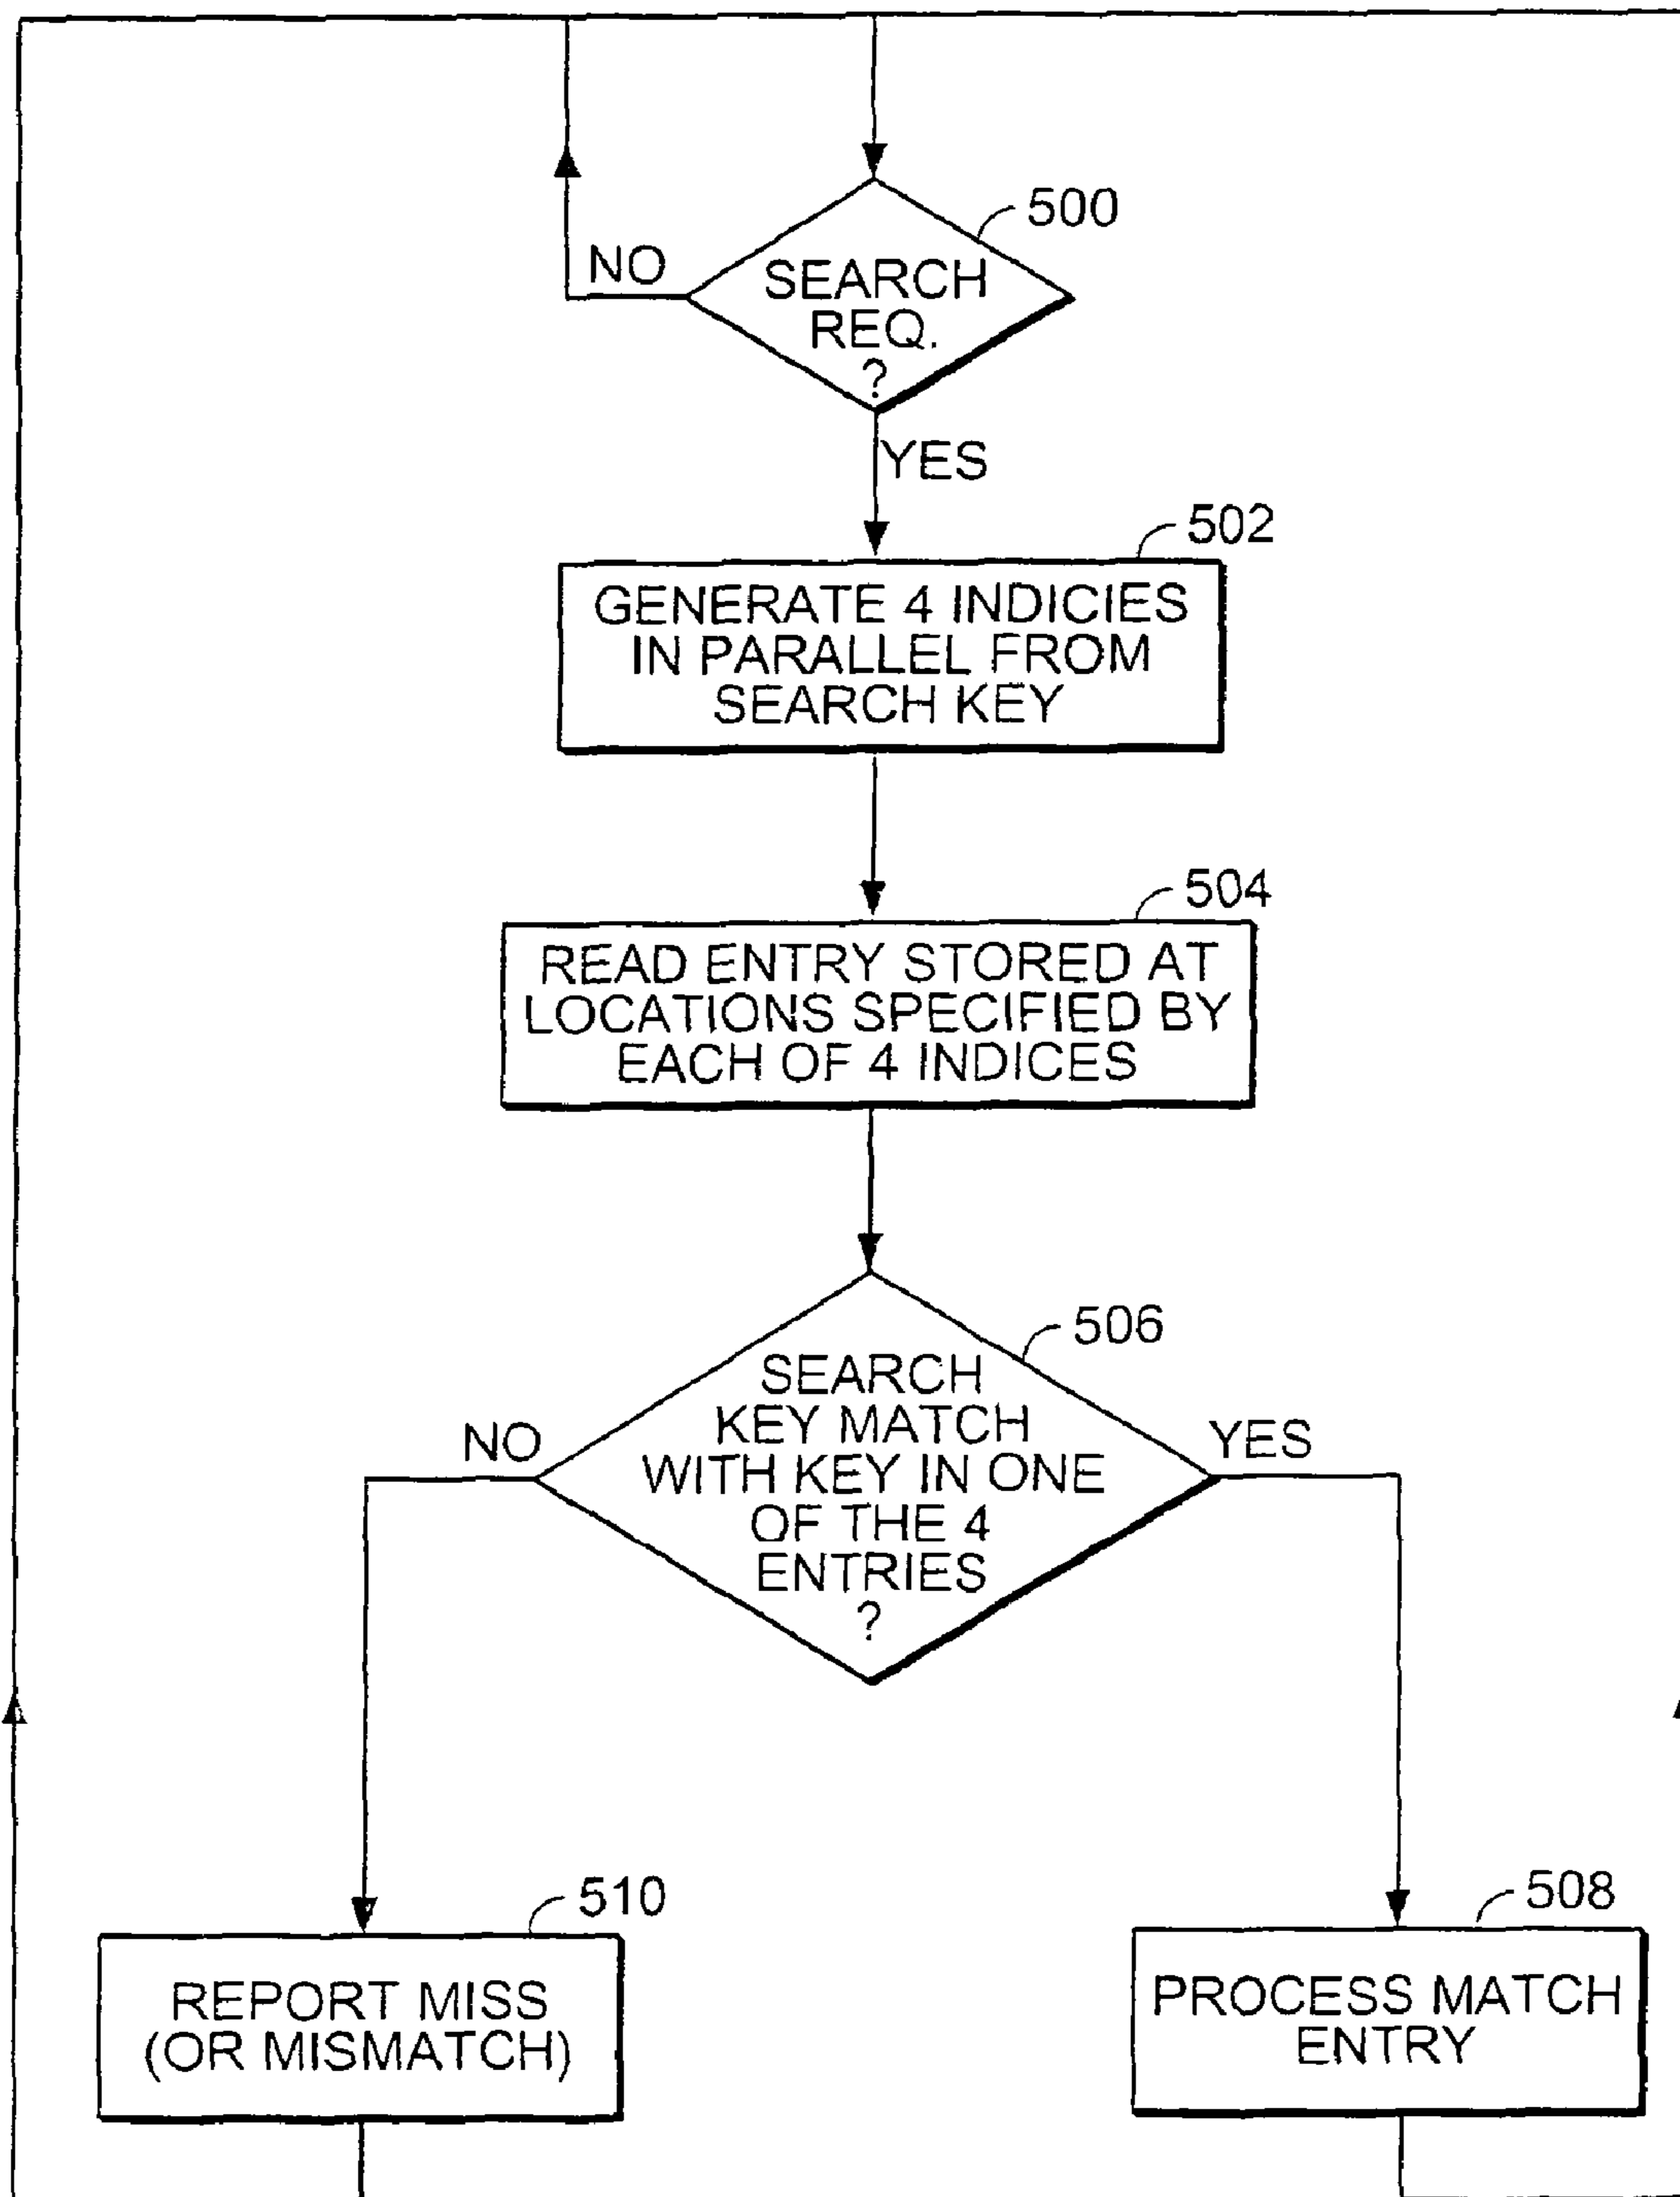 500
NO
SEARCH
REQ.
?
YES
502
GENERATE 4 INDICIES
IN PARALLEL FROM
SEARCH KEY
504
READ ENTRY STORED AT
LOCATIONS SPECIFIED BY
EACH OF 4 INDICES
506
SEARCH
KEY MATCH
WITH KEY IN ONE
OF THE 4
ENTRIES
?
NO
YES
510
REPORT MISS
(OR MISMATCH)
508
PROCESS MATCH
ENTRY